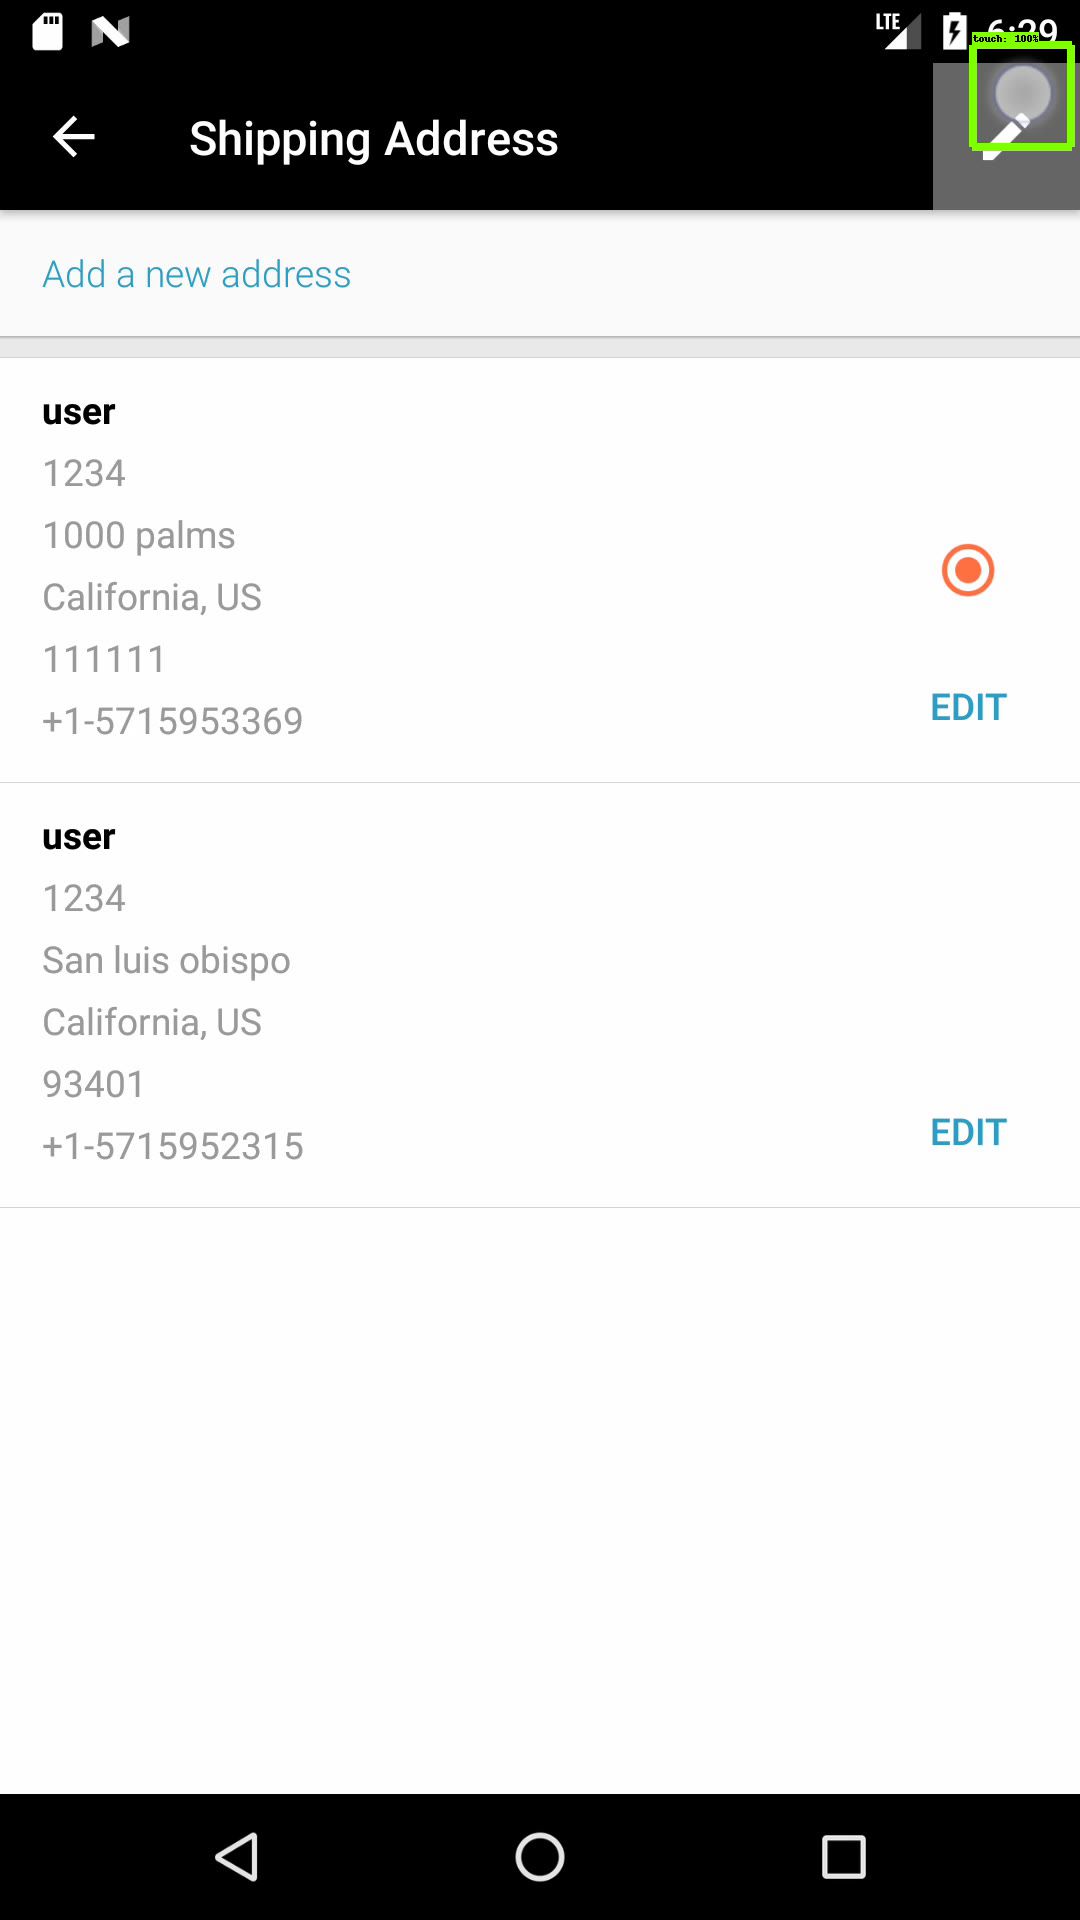 LTE 6:29
touch: 100%
Shipping Address
Add a new address
user
1234
1000 palms
California, US
111111
+1-5715953369
EDIT
user
1234
San luis obispo
California, US
93401
+1-5715952315
EDIT